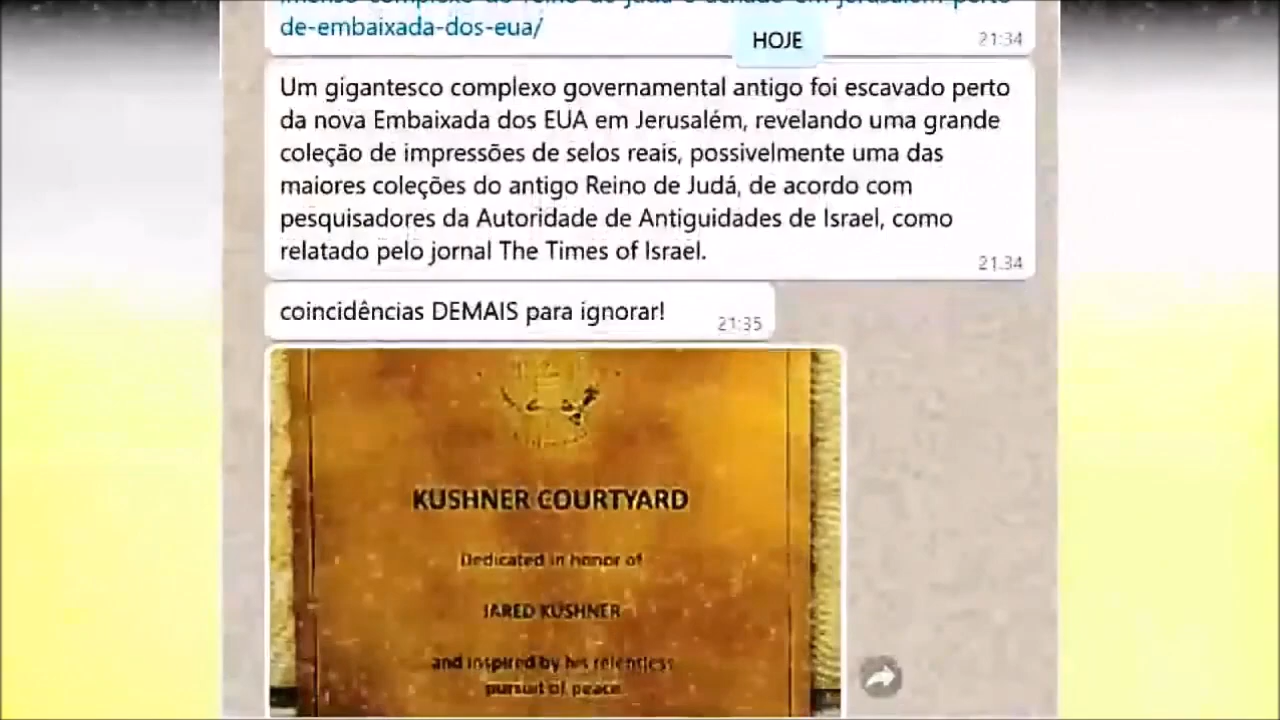 de-embaixada-dos-eua/
21:34
HOJE
Um gigantesco complexo governamental antigo foi escavado perto
da nova Embaixada dos EUA em Jerusalém, revelando uma grande
coleção de impressões de selos reais, possivelmente uma das
maiores coleções do antigo Reino de Judá, de acordo com
pesquisadores da Autoridade de Antiguidades de Israel, como
relatado pelo jornal The Times of Israel.
21:34
coincidências DEMAIS para ignorar!
21:35
KUSHNER COURTYARD
Dedicated in honor of
JARED KUSHNER
and inspired by his relentless
pursuit of peace